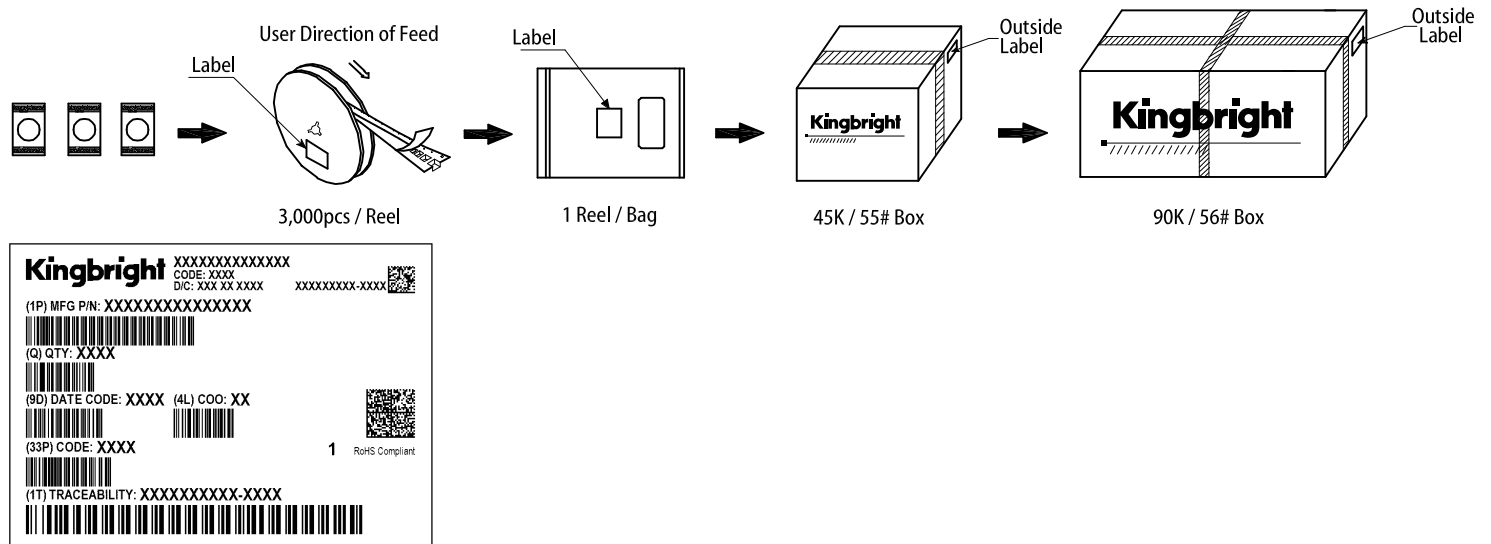 User Direction of Feed
Label
Label
Outside
Label
Outside
Label
Kingbright
Kingbright
3,000pcs / Reel
1 Reel / Bag
45K / 55# Box
90K / 56# Box
Kingbright
XXXXXXXXXXXXXX
CODE: XXXX
D/C: XXX XX XXXX
XXXXXXXXX-XXXX
(1P) MFG P/N: XXXXXXXXXXXXXXX
(Q) QTY: XXXX
(9D) DATE CODE: XXXX (4L) COO: XX
(33P) CODE: XXXX
1 RoHS Compliant
(1T) TRACEABILITY: XXXXXXXXXX-XXXX